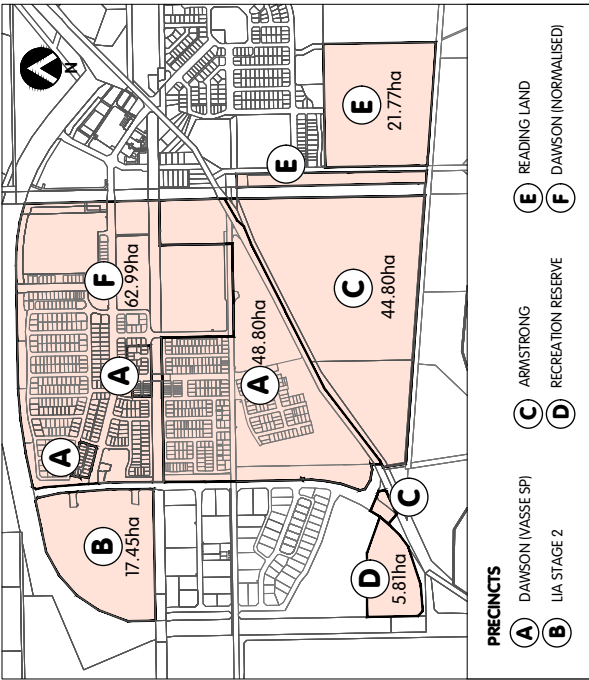 N
E
21.77ha
E
F
62.99ha
A
A
48.80ha
A
C
44.80ha
B
17.45ha
C
D
5.81ha
PRECINCTS
A DAWSON (VASSE SP)
B LIA STAGE 2
C ARMSTRONG
D RECREATION RESERVE
E READING LAND
F DAWSON (NORMALISED)